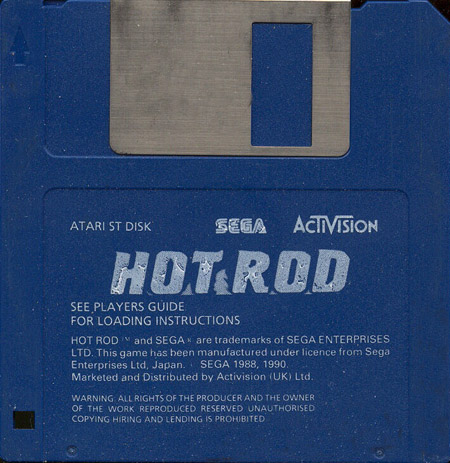 ATARI ST DISK
SEGA
ACTIVISION
HOT ROD
SEE PLAYERS GUIDE
FOR LOADING INSTRUCTIONS
HOT ROD ™ and SEGA ® are trademarks of SEGA ENTERPRISES
LTD. This game has been manufactured under licence from Sega
Enterprises Ltd, Japan. SEGA 1988, 1990.
Marketed and Distributed by Activision (UK) Ltd.
WARNING: ALL RIGHTS OF THE PRODUCER AND THE OWNER
OF THE WORK REPRODUCED RESERVED UNAUTHORISED
COPYING HIRING AND LENDING IS PROHIBITED